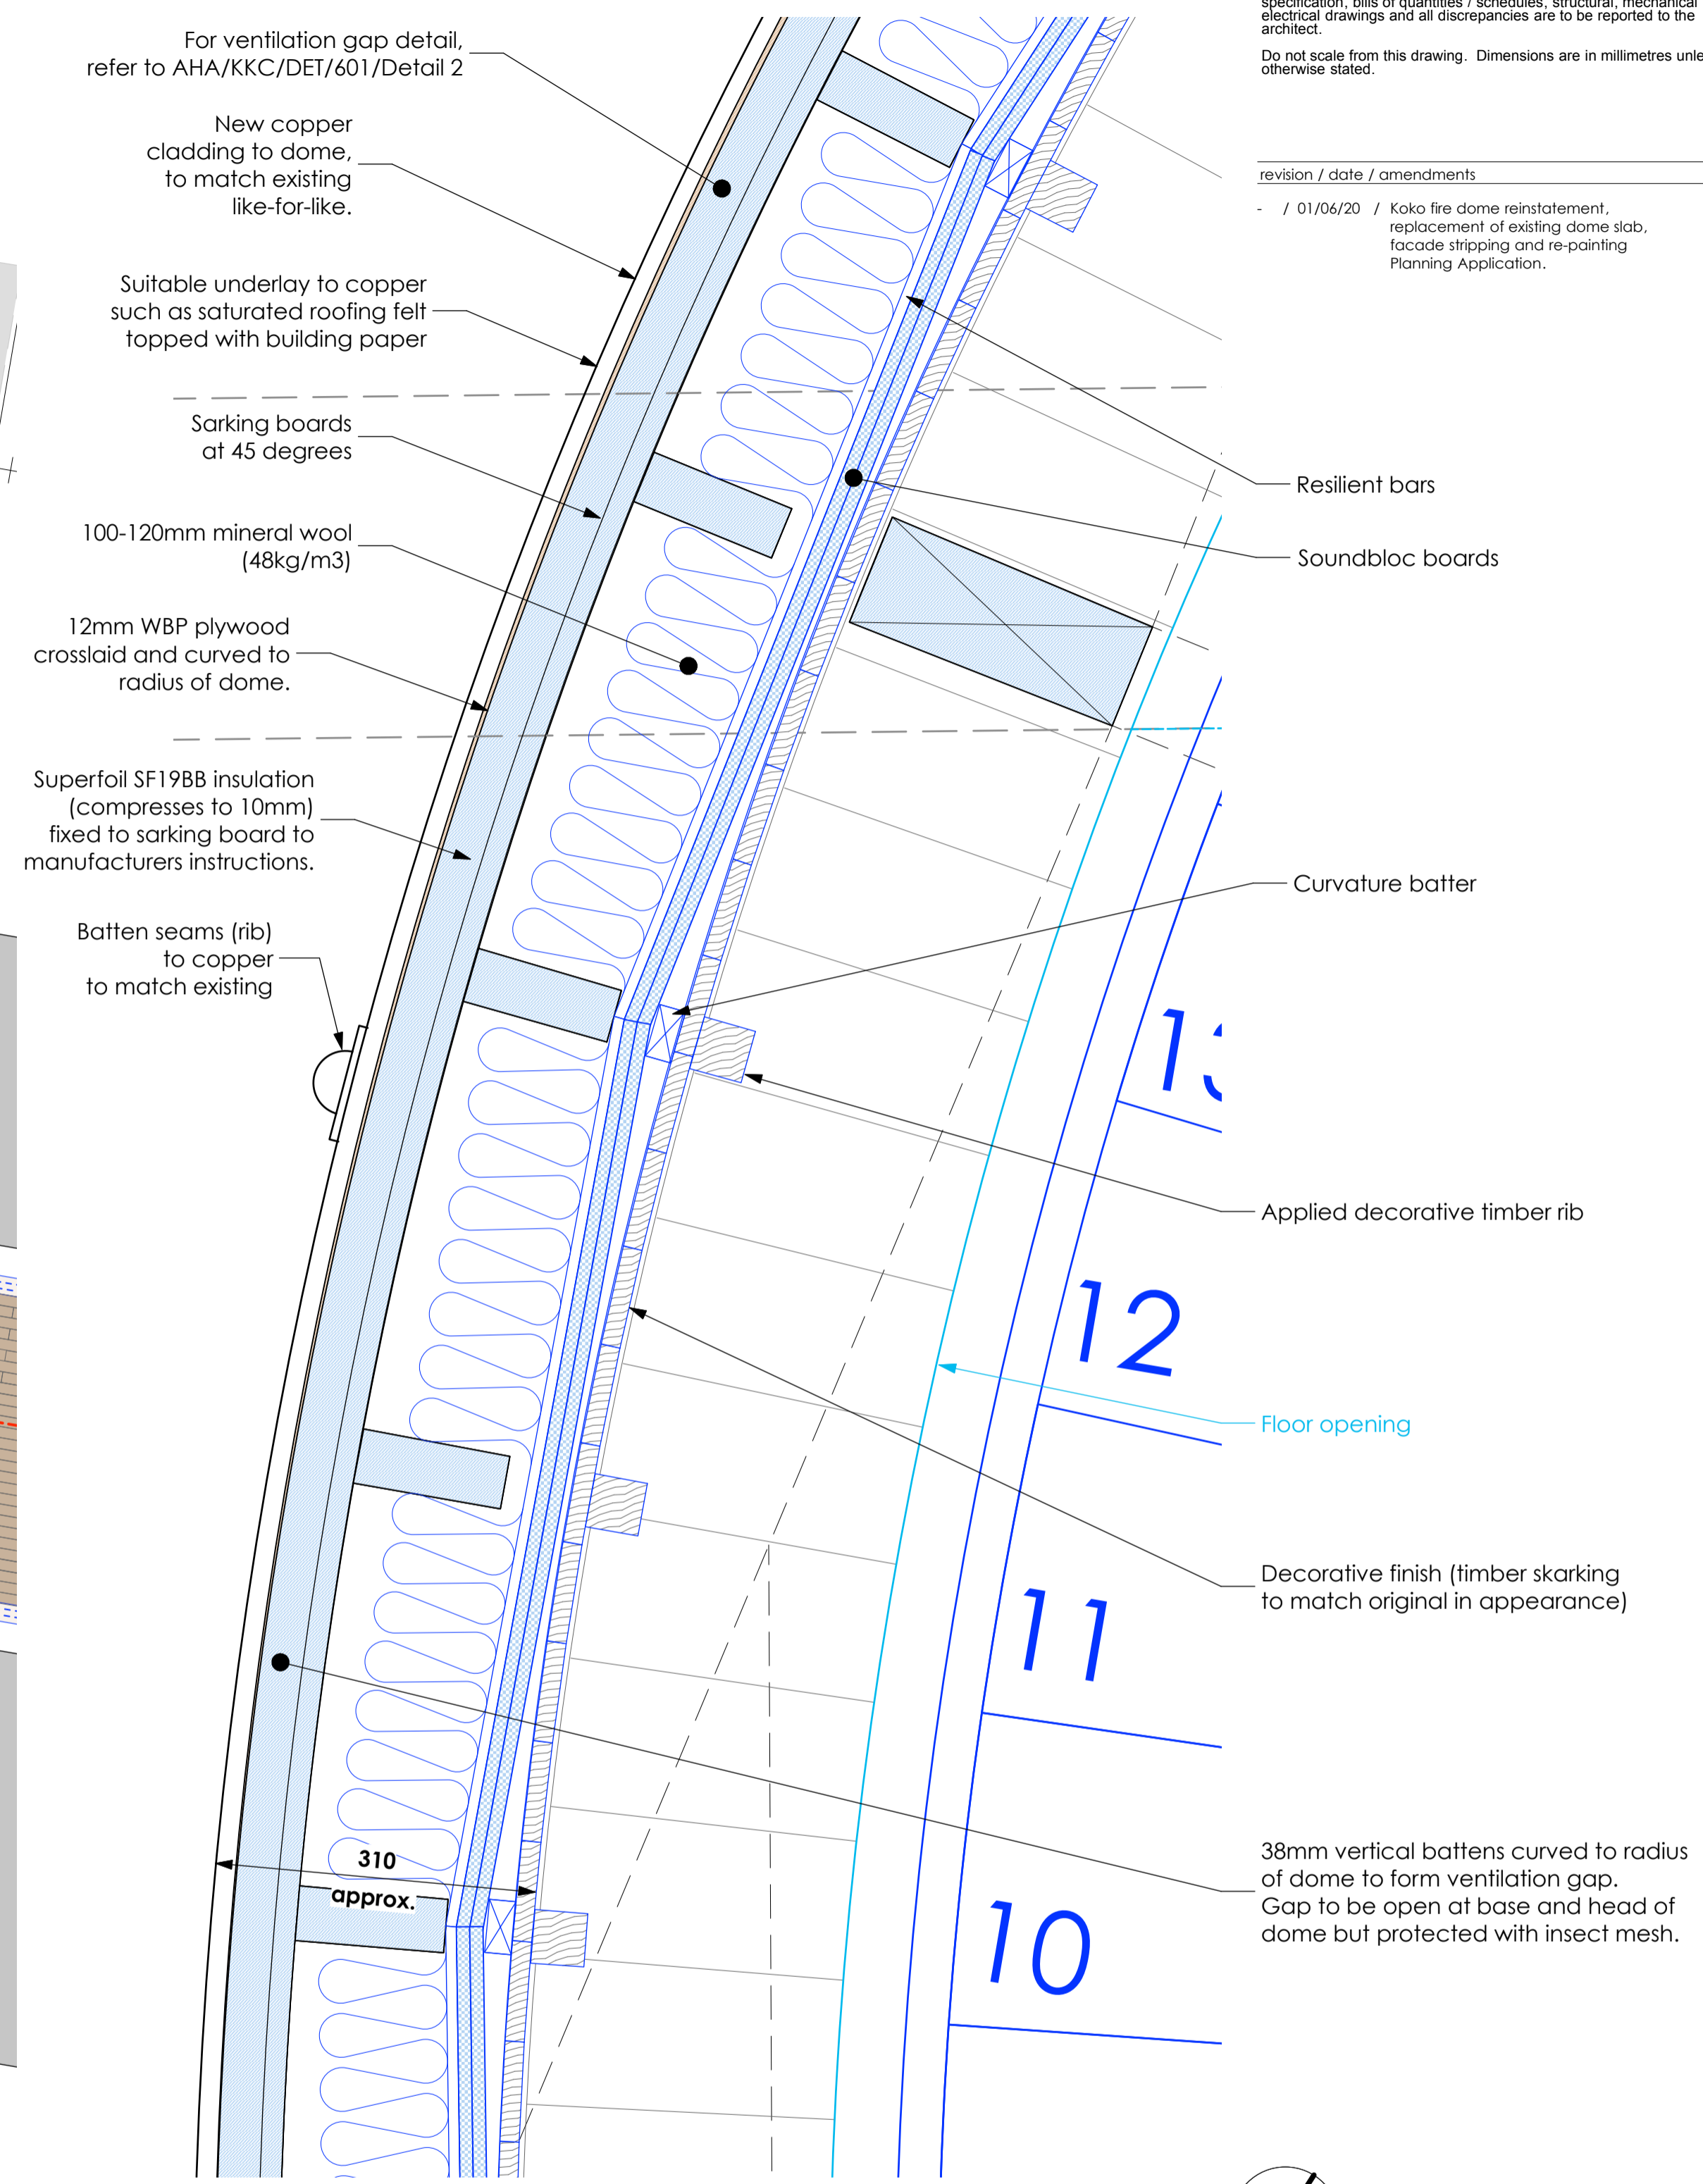 specification, bills of quantities / schedules, structural, mechanical
electrical drawings and all discrepancies are to be reported to the
architect.
Do not scale from this drawing. Dimensions are in millimetres
otherwise stated.
revision / date / amendments
- / 01/06/20 / Koko fire dome reinstatement,
replacement of existing dome slab,
facade stripping and re-painting
Planning Application.
For ventilation gap detail,
refer to AHA/KKC/DET/601/Detail 2
New copper
cladding to dome,
to match existing
like-for-like.
Suitable underlay to copper
such as saturated roofing felt
topped with building paper
Sarking boards
at 45 degrees
100-120mm mineral wool
(48kg/m3)
12mm WBP plywood
crosslaid and curved to
radius of dome.
Superfoil SF19BB insulation
(compresses to 10mm)
fixed to sarking board to
manufacturers instructions.
Batten seams (rib)
to copper
to match existing
310
approx.
Resilient bars
Soundbloc boards
Curvature batter
Applied decorative timber rib
Floor opening
Decorative finish (timber skarking
to match original in appearance)
38mm vertical battens curved to radius
of dome to form ventilation gap.
Gap to be open at base and head of
dome but protected with insect mesh.
13
12
11
10